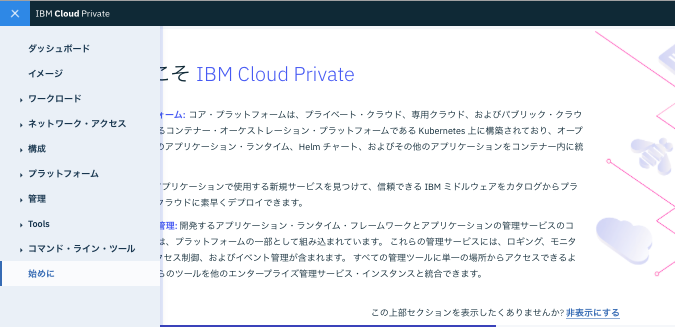 IBM Cloud Private
ダッシュボード
イメージ
ワークロード
ネットワーク・アクセス
構成
プラットフォーム
管理
Tools
コマンド・ライン・ツール
始めに
こそ IBM Cloud Private
ォーム: コア・プラットフォームは、プライベート・クラウド、専用クラウド、およびパブリック・クラウ
るコンテナー・オーケストレーション・プラットフォームである Kubernetes 上に構築されており、オープ
のアプリケーション・ランタイム、Helm チャート、およびその他のアプリケーションをコンテナー内に統
アプリケーションで使用する新規サービスを見つけて、信頼できる IBM ミドルウェアをカタログからプラ
クラウドに素早くデプロイできます。
管理: 開発するアプリケーション・ランタイム・フレームワークとアプリケーションの管理サービスのコ
は、プラットフォームの一部として組み込まれています。 これらの管理サービスには、ロギング、モニタ
クセス制御、およびイベント管理が含まれます。 すべての管理ツールに単一の場所からアクセスできるよ
らのツールを他のエンタープライズ管理サービス・インスタンスと統合できます。
この上部セクションを表示したくありませんか? 非表示にする